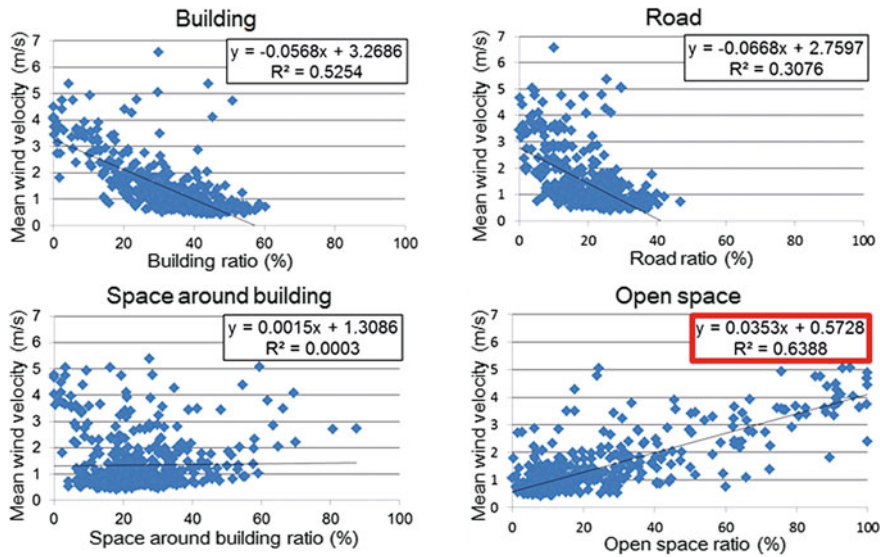 Building
Mean wind velocity (m/s)
7
6
5
4
3
2
1
0
y = -0.0568x + 3.2686
R² = 0.5254
0 20 40 60 80 100
Building ratio (%)
Road
Mean wind velocity (m/s)
7
6
5
4
3
2
1
0
y = -0.0668x + 2.7597
R² = 0.3076
0 20 40 60 80 100
Road ratio (%)
Space around building
Mean wind velocity (m/s)
7
6
5
4
3
2
1
0
y = 0.0015x + 1.3086
R² = 0.0003
0 20 40 60 80 100
Space around building ratio (%)
Open space
Mean wind velocity (m/s)
7
6
5
4
3
2
1
0
y = 0.0353x + 0.5728
R² = 0.6388
0 20 40 60 80 100
Open space ratio (%)